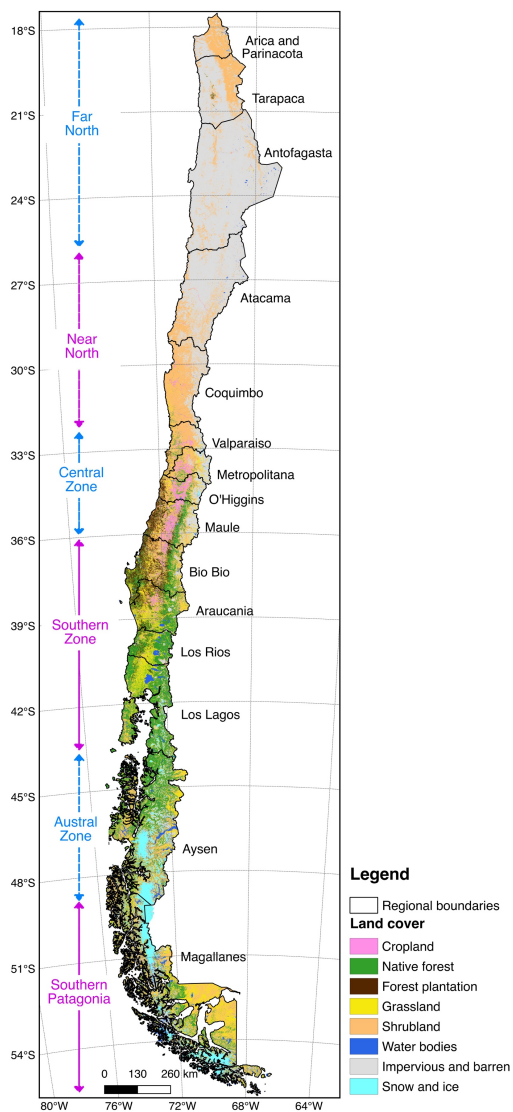 18°S
21°S
24°S
27°S
30°S
33°S
36°S
39°S
42°S
45°S
48°S
51°S
54°S
Far
North
Near
North
Central
Zone
Southern
Zone
Austral
Zone
Southern
Patagonia
Arica and
Parinacota
Tarapaca
Antofagasta
Atacama
Coquimbo
Valparaiso
Metropolitana
O'Higgins
Maule
Bio Bio
Araucania
Los Rios
Los Lagos
Aysen
Magallanes
0 130 260 km
80°W 76°W 72°W 68°W 64°W
Legend
Regional boundaries
Land cover
Cropland
Native forest
Forest plantation
Grassland
Shrubland
Water bodies
Impervious and barren
Snow and ice